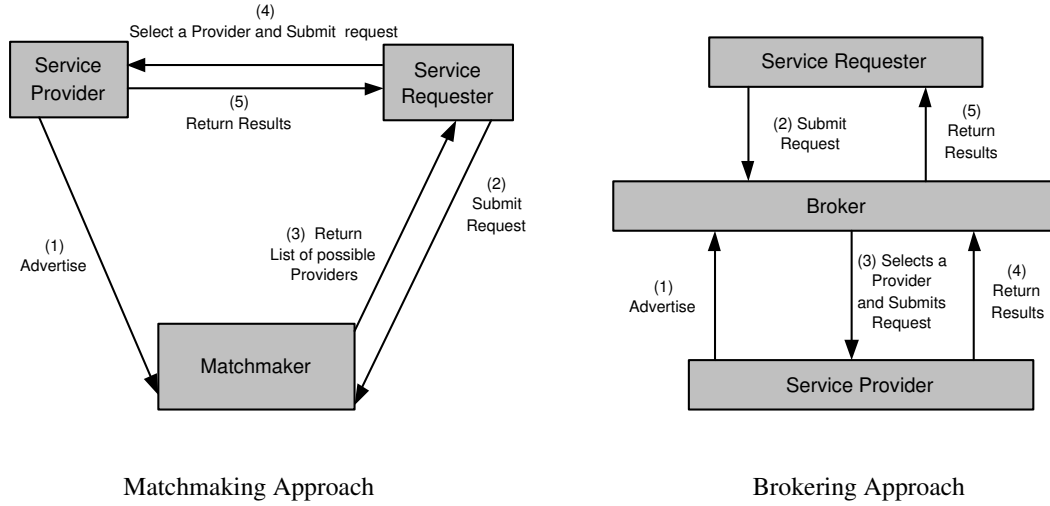 (4)
Select a Provider and Submit request
Service
Provider
Service
Requester
(5)
Return Results
(2)
Submit
Request
(3) Return
List of possible
Providers
(1)
Advertise
Matchmaker
Matchmaking Approach
Service Requester
(2) Submit
Request
(5)
Return
Results
Broker
(1)
Advertise
(3) Selects a
Provider
and Submits
Request
(4)
Return
Results
Service Provider
Brokering Approach